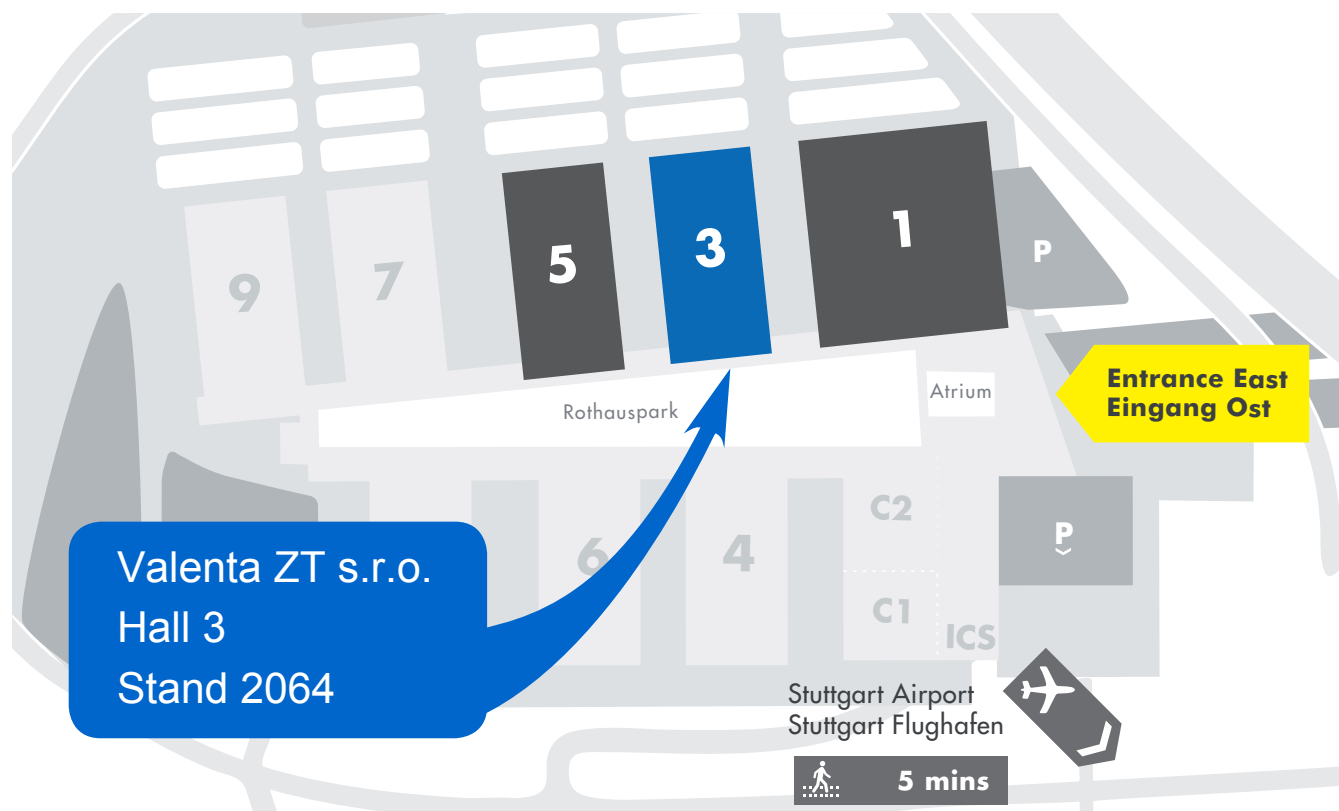 1
P
3
5
7
9
Entrance East
Eingang Ost
Atrium
Rothauspark
C2
P
6
4
C1
ICS
Valenta ZT s.r.o.
Hall 3
Stand 2064
Stuttgart Airport
Stuttgart Flughafen
5 mins